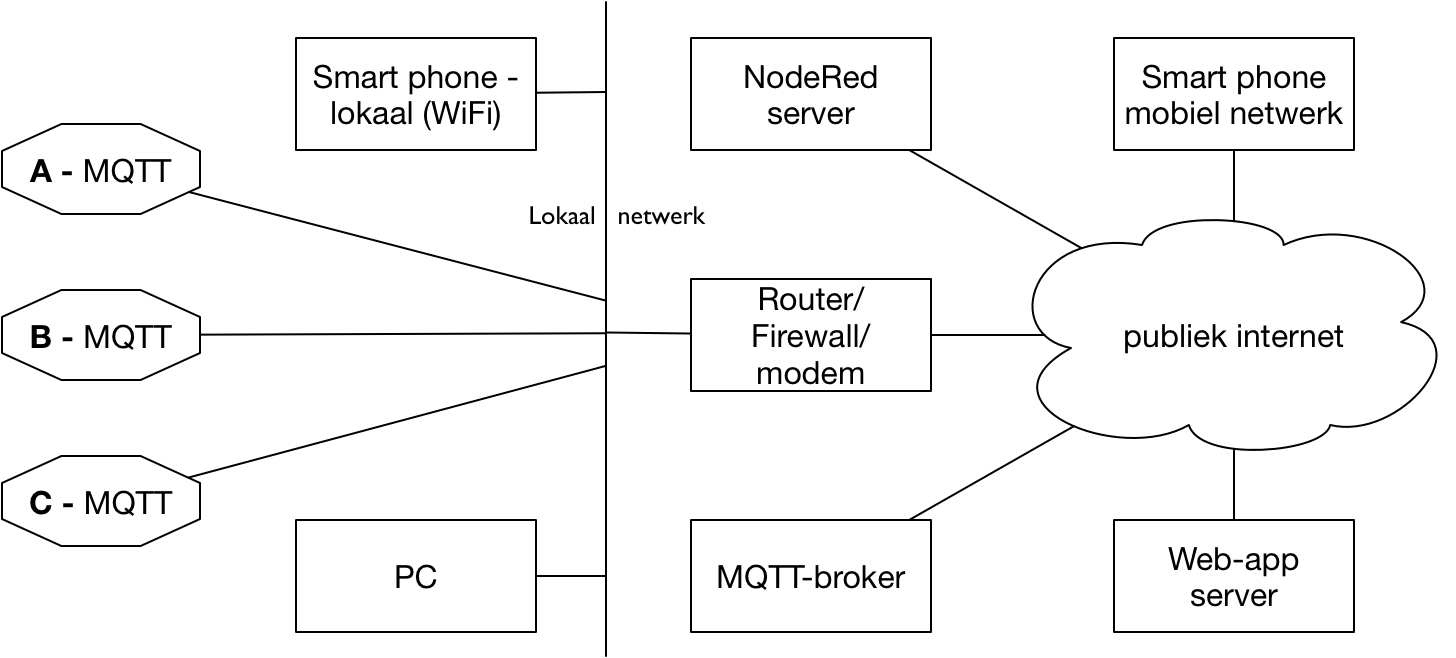 Smart phone -
lokaal (WiFi)
NodeRed
server
Smart phone
mobiel netwerk
A - MQTT
Lokaal netwerk
B - MQTT
Router/
Firewall/
modem
publiek internet
C - MQTT
PC
MQTT-broker
Web-app
server